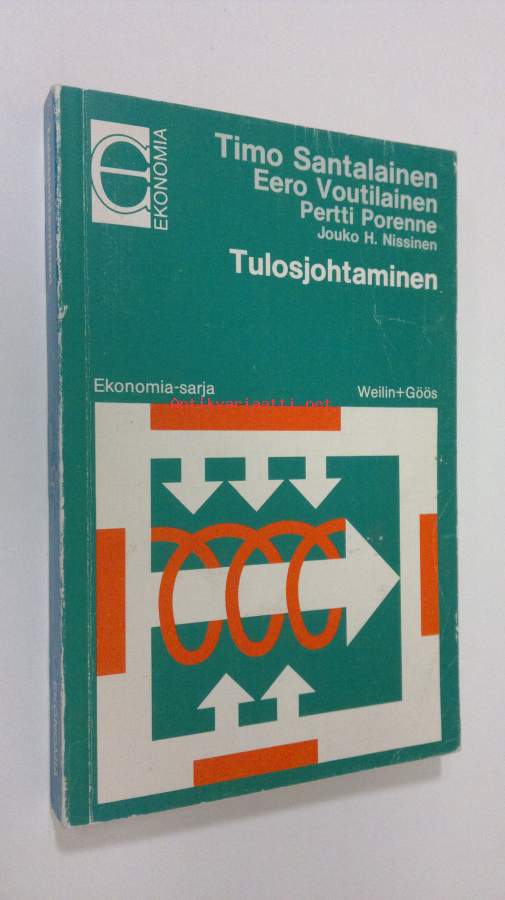 EKONOMIA
Timo Santalainen
Eero Voutilainen
Pertti Porenne
Jouko H. Nissinen
Tulosjohtaminen
Ekonomia-sarja
Weilin+Göös
Antikvariaatti.net